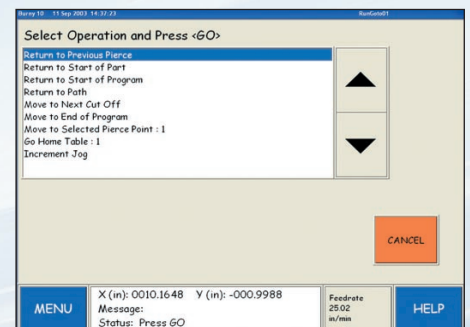 Burny 10 11 Sep 2003 14:37:23 RunGoto01
Select Operation and Press <GO>
Return to Previous Pierce
Return to Start of Part
Return to Start of Program
Return to Path
Move to Next Cut Off
Move to End of Program
Move to Selected Pierce Point : 1
Go Home Table : 1
Increment Jog
CANCEL
MENU
X (in): 0010.1648 Y (in): -000.9988
Message:
Status: Press GO
Feedrate
25.02
in/min
HELP